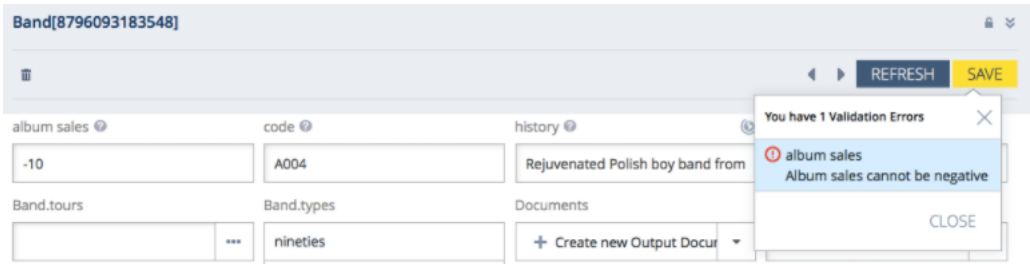 Band[8796093183548]
REFRESH SAVE
You have 1 Validation Errors
album sales
Album sales cannot be negative
CLOSE
album sales code history
-10 A004 Rejuvenated Polish boy band from
Band.tours Band.types Documents
... nineties + Create new Output Docur